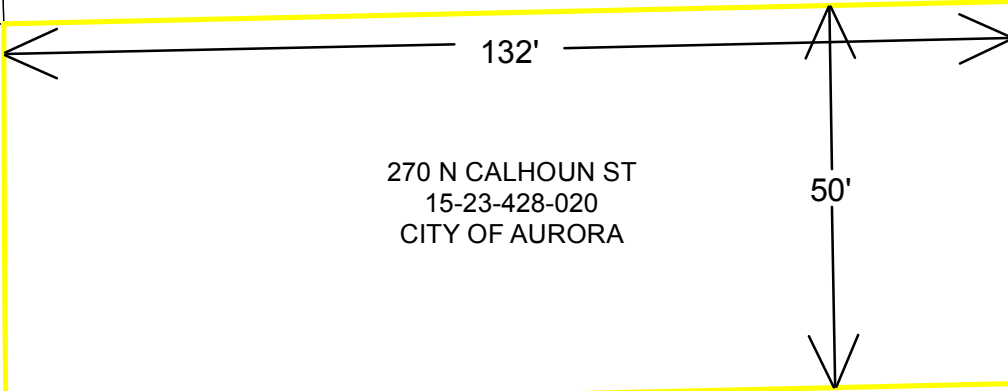 132'
270 N CALHOUN ST
15-23-428-020
CITY OF AURORA
50'